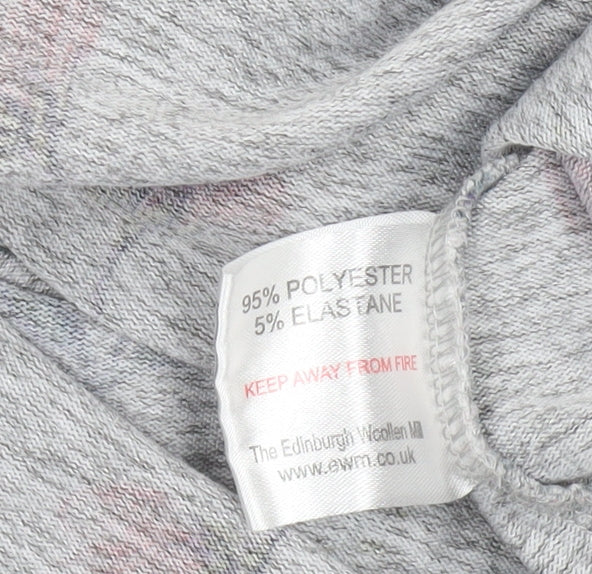 95% POLYESTER
5% ELASTANE
KEEP AWAY FROM FIRE
The Edinburgh Woollen Mill
www.ewm.co.uk